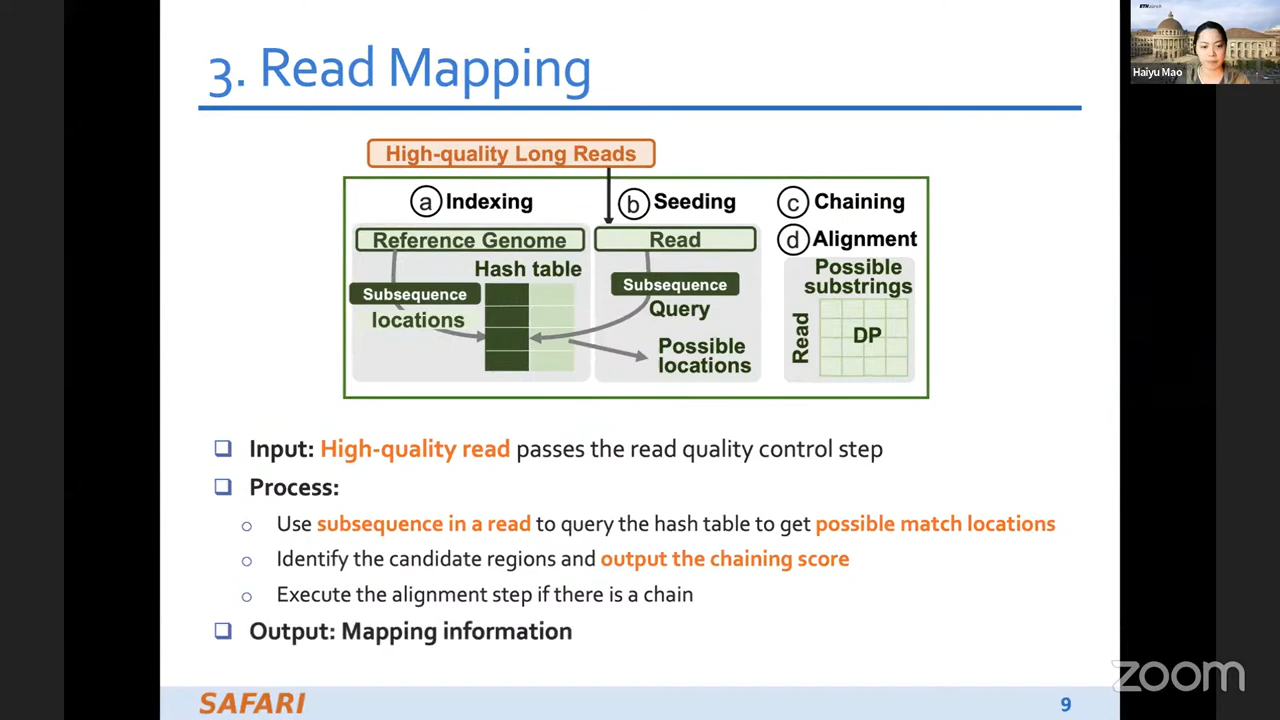 3. Read Mapping
ETH zürich
Haiyu Mao
High-quality Long Reads
a Indexing
b Seeding
c Chaining
d Alignment
Reference Genome
Read
Hash table
Subsequence
locations
Subsequence
Query
Possible
locations
Possible
substrings
Read
DP
Input: High-quality read passes the read quality control step
Process:
Use subsequence in a read to query the hash table to get possible match locations
Identify the candidate regions and output the chaining score
Execute the alignment step if there is a chain
Output: Mapping information
SAFARI
9
zoom